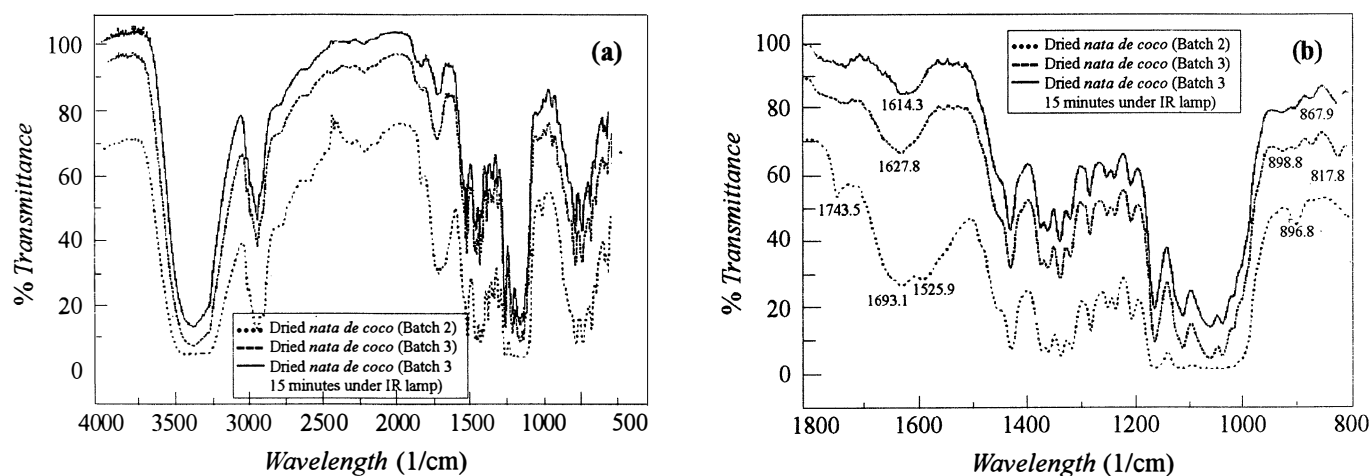 (a)
100
80
60
40
20
0
% Transmittance
Dried nata de coco (Batch 2)
Dried nata de coco (Batch 3)
Dried nata de coco (Batch 3
15 minutes under IR lamp)
4000 3500 3000 2500 2000 1500 1000 500
Wavelength (1/cm)
(b)
100
80
60
40
20
0
% Transmittance
Dried nata de coco (Batch 2)
Dried nata de coco (Batch 3)
Dried nata de coco (Batch 3
15 minutes under IR lamp)
1614.3
867.9
1627.8
898.8
817.8
1743.5
896.8
1693.1
1525.9
1800 1600 1400 1200 1000 800
Wavelength (1/cm)